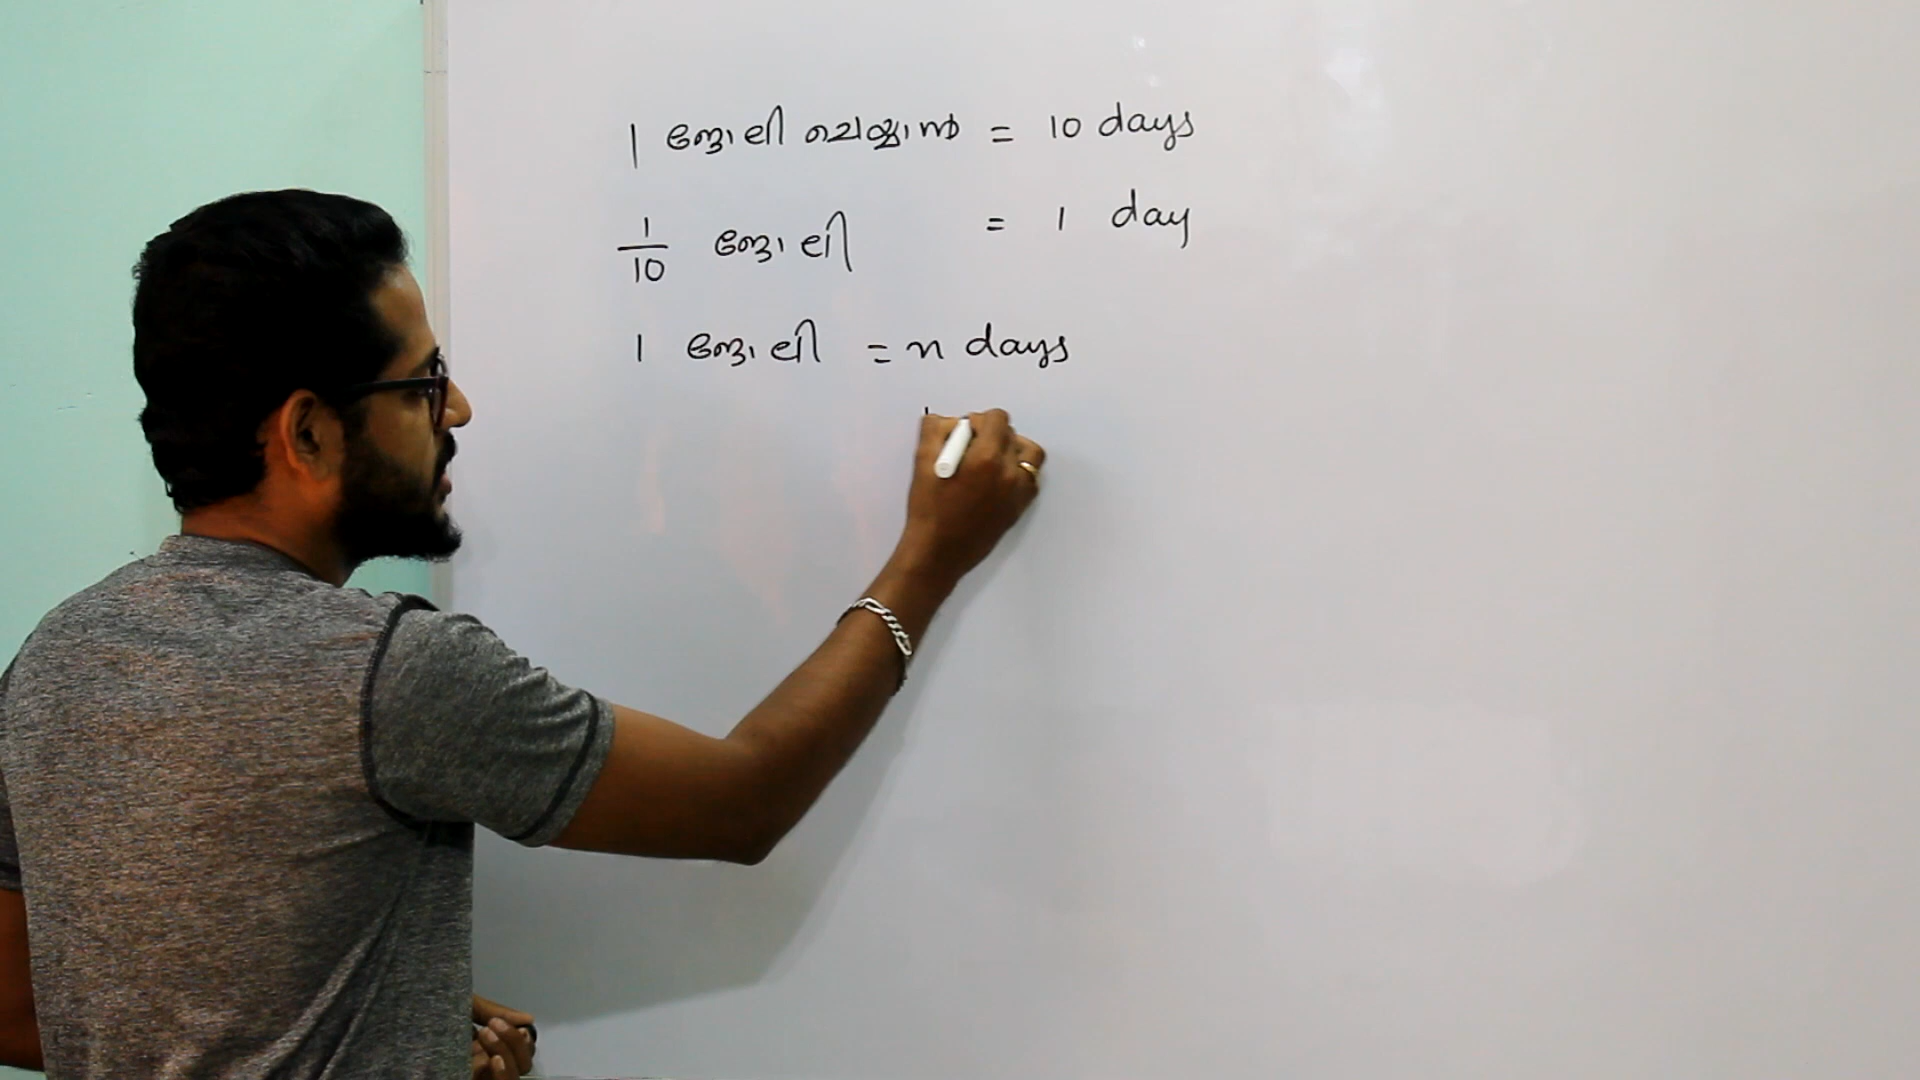 1 ജോലി ചെയ്യാൻ = 10 days
1/10 ജോലി = 1 day
1 ജോലി = n days